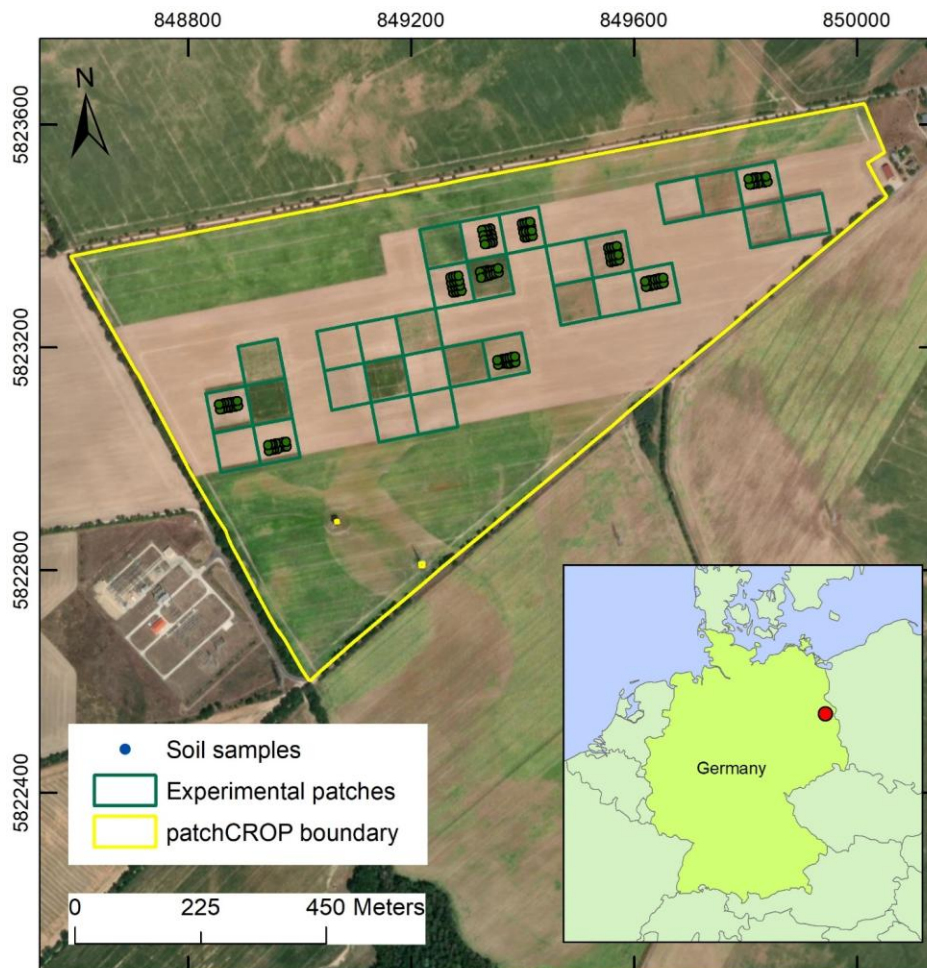 848800 849200 849600 850000
N
5823600
5823200
5822800
5822400
Soil samples
Experimental patches
patchCROP boundary
0 225 450 Meters
Germany